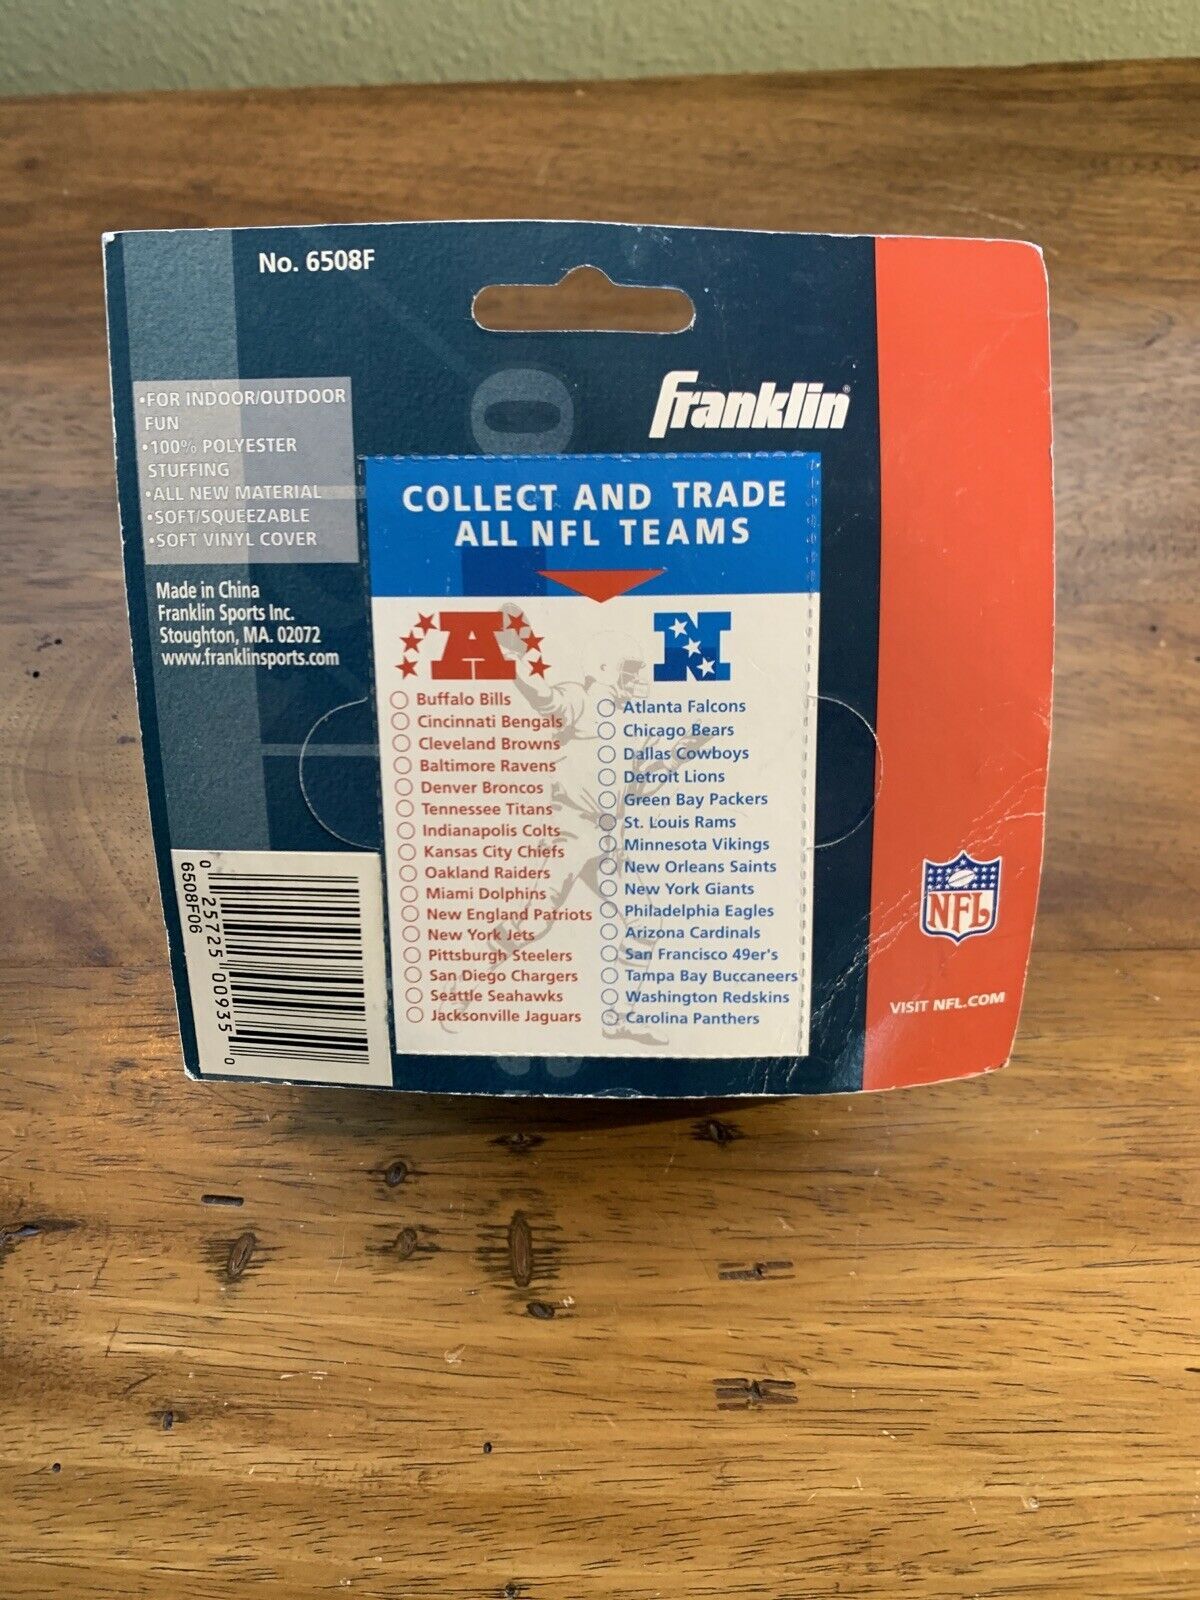 No. 6508F
Franklin®
•FOR INDOOR/OUTDOOR
FUN
•100% POLYESTER
STUFFING
•ALL NEW MATERIAL
•SOFT/SQUEEZABLE
•SOFT VINYL COVER
Made in China
Franklin Sports Inc.
Stoughton, MA. 02072
www.franklinsports.com
COLLECT AND TRADE
ALL NFL TEAMS
A
Buffalo Bills
Cincinnati Bengals
Cleveland Browns
Baltimore Ravens
Denver Broncos
Tennessee Titans
Indianapolis Colts
Kansas City Chiefs
Oakland Raiders
Miami Dolphins
New England Patriots
New York Jets
Pittsburgh Steelers
San Diego Chargers
Seattle Seahawks
Jacksonville Jaguars
N
Atlanta Falcons
Chicago Bears
Dallas Cowboys
Detroit Lions
Green Bay Packers
St. Louis Rams
Minnesota Vikings
New Orleans Saints
New York Giants
Philadelphia Eagles
Arizona Cardinals
San Francisco 49er's
Tampa Bay Buccaneers
Washington Redskins
Carolina Panthers
0 25725 00935 0
6508F06
NFL
VISIT NFL.COM